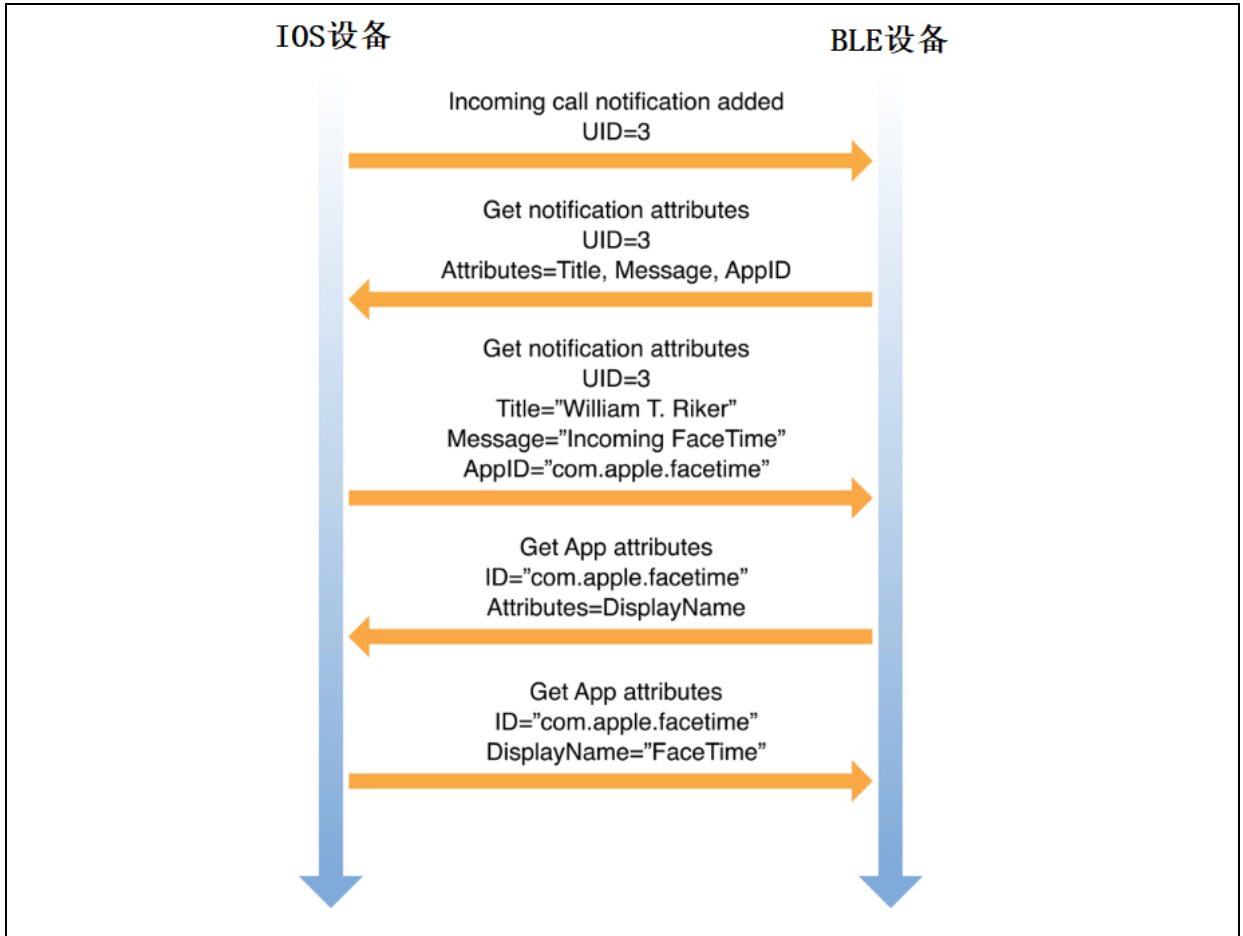 IOS设备
BLE设备
Incoming call notification added
UID=3
Get notification attributes
UID=3
Attributes=Title, Message, AppID
Get notification attributes
UID=3
Title=”William T. Riker”
Message=”Incoming FaceTime”
AppID=”com.apple.facetime”
Get App attributes
ID=”com.apple.facetime”
Attributes=DisplayName
Get App attributes
ID=”com.apple.facetime”
DisplayName=”FaceTime”